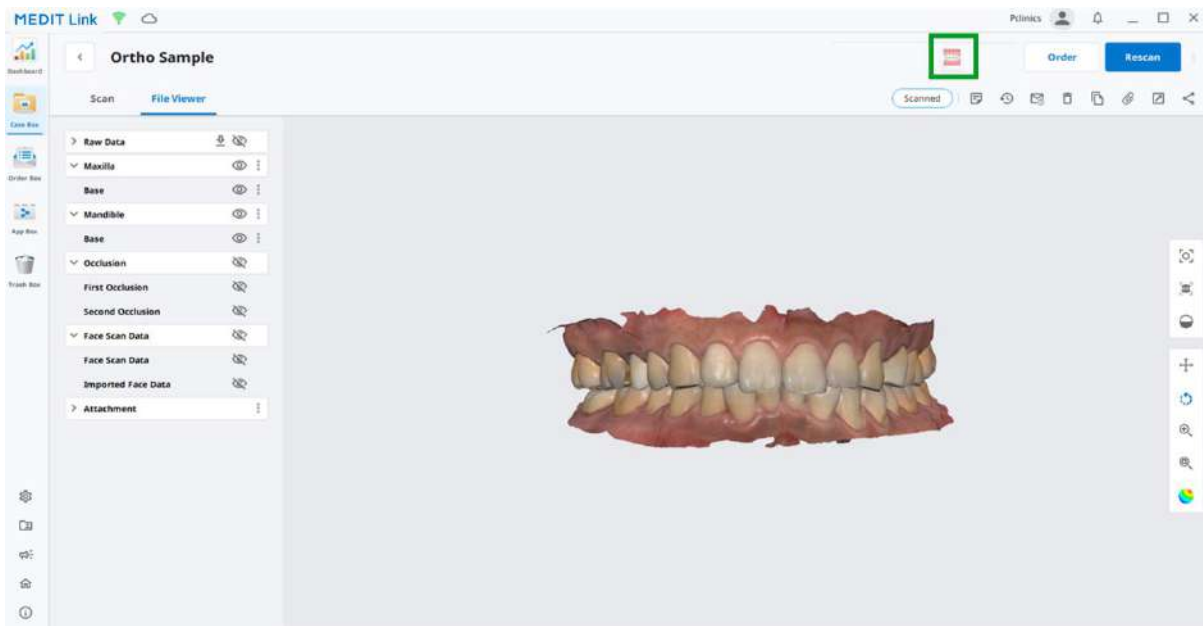 MEDIT Link
Pclinics
Dashboard
Case Box
Order Box
App Box
Trash Box
Ortho Sample
Order
Rescan
Scan
File Viewer
Scanned
Raw Data
Maxilla
Base
Mandible
Base
Occlusion
First Occlusion
Second Occlusion
Face Scan Data
Face Scan Data
Imported Face Data
Attachment